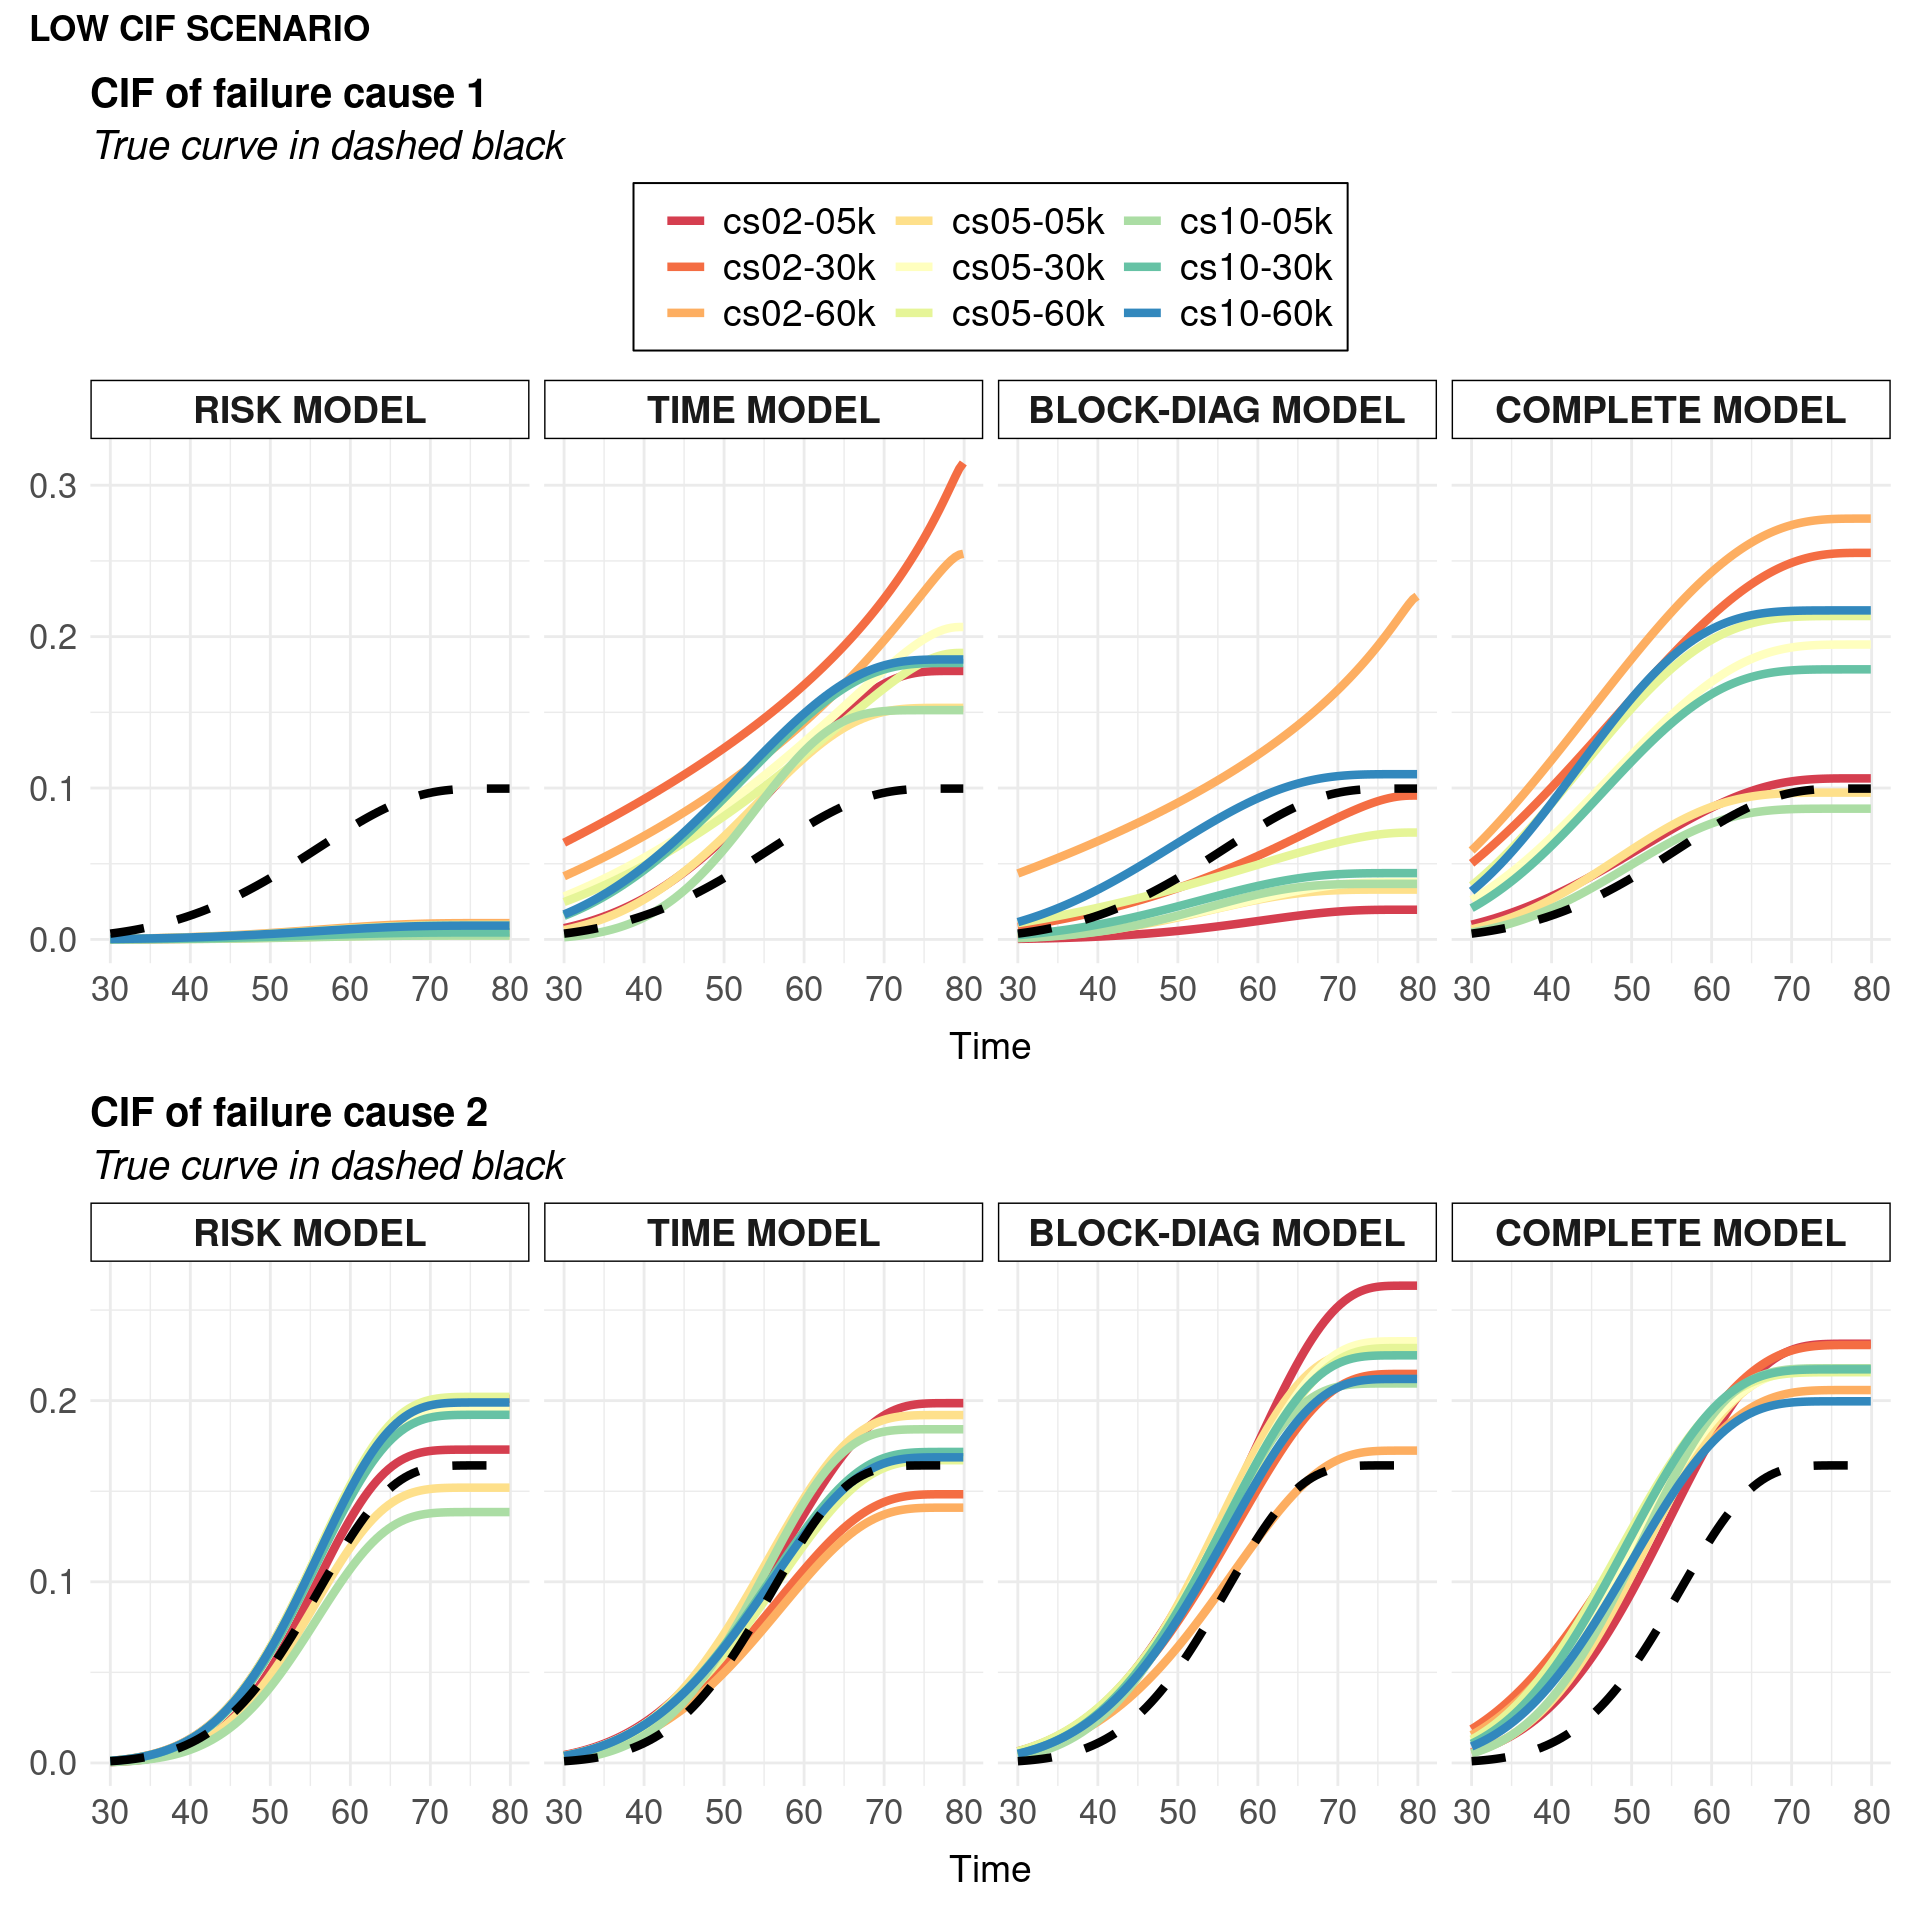 LOW CIF SCENARIO
CIF of failure cause 1
True curve in dashed black
cs02-05k cs05-05k cs10-05k
cs02-30k cs05-30k cs10-30k
cs02-60k cs05-60k cs10-60k
RISK MODEL TIME MODEL BLOCK-DIAG MODEL COMPLETE MODEL
0.3
0.2
0.1
0.0
30 40 50 60 70 80 30 40 50 60 70 80 30 40 50 60 70 80 30 40 50 60 70 80
Time
CIF of failure cause 2
True curve in dashed black
RISK MODEL TIME MODEL BLOCK-DIAG MODEL COMPLETE MODEL
0.2
0.1
0.0
30 40 50 60 70 80 30 40 50 60 70 80 30 40 50 60 70 80 30 40 50 60 70 80
Time